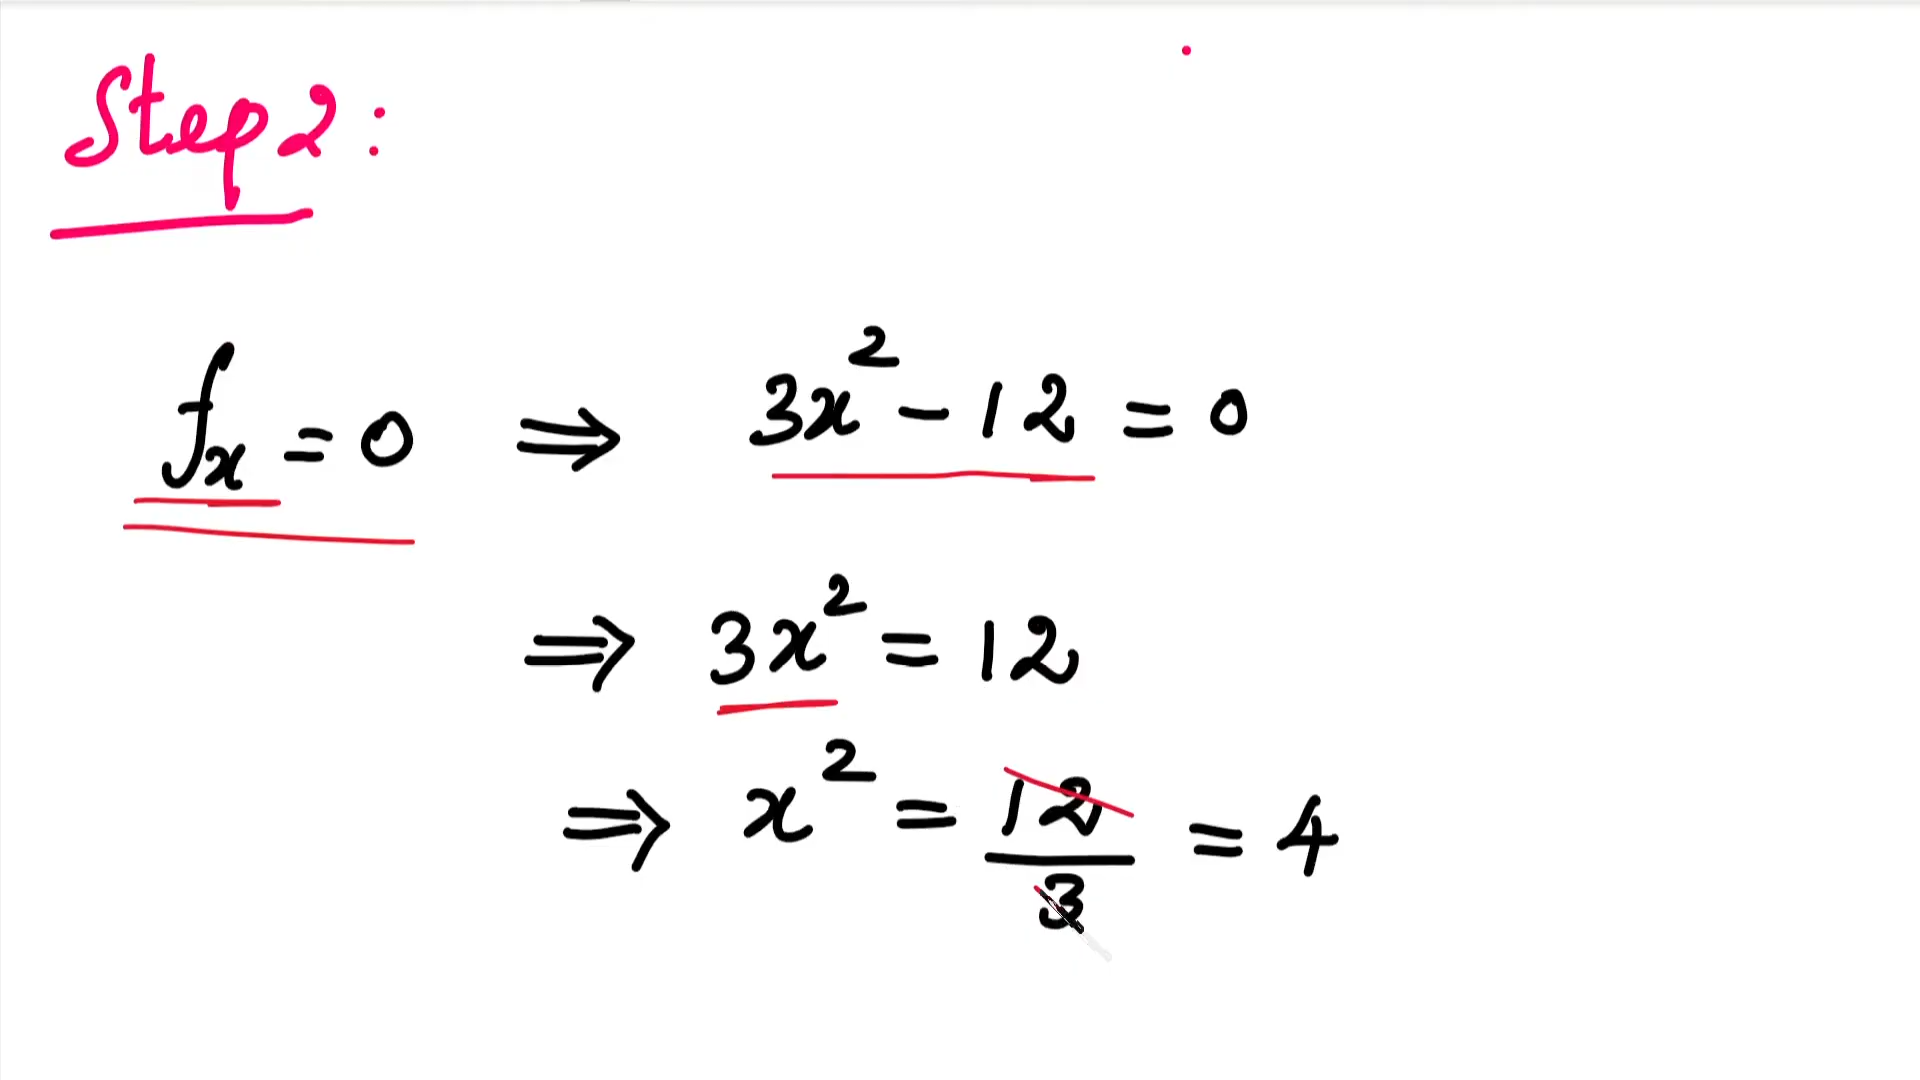 Step 2:
fₓ = 0 ⇒ 3x² - 12 = 0
⇒ 3x² = 12
⇒ x² = 12/3 = 4